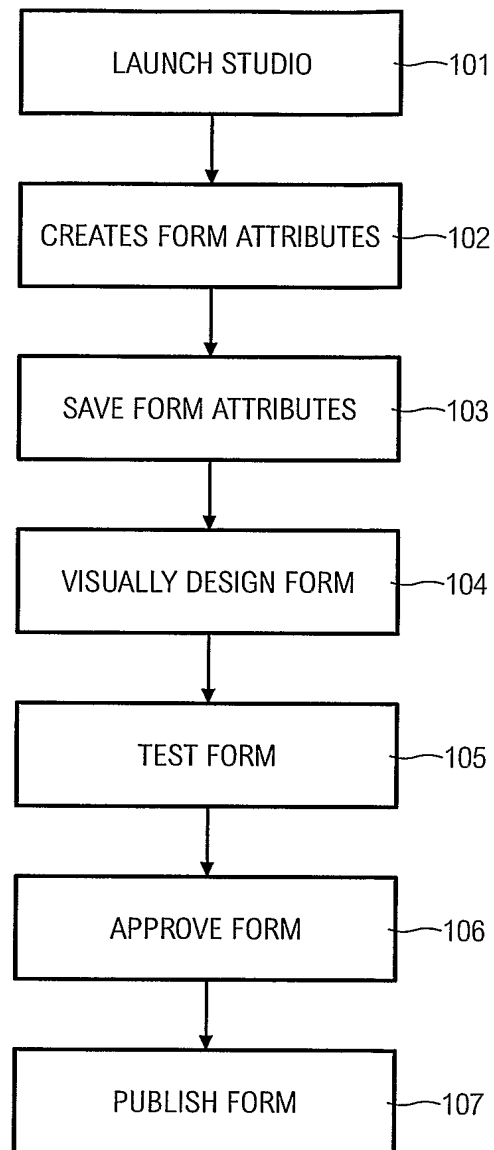 LAUNCH STUDIO 101
CREATES FORM ATTRIBUTES 102
SAVE FORM ATTRIBUTES 103
VISUALLY DESIGN FORM 104
TEST FORM 105
APPROVE FORM 106
PUBLISH FORM 107